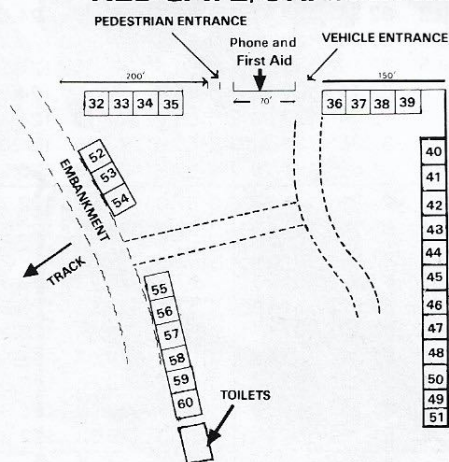 PEDESTRIAN ENTRANCE
Phone and
First Aid
VEHICLE ENTRANCE
200'
70'
150'
32 33 34 35
36 37 38 39
52
53
54
EMBANKMENT
TRACK
40
41
42
43
44
45
46
47
48
50
49
51
55
56
57
58
59
60
TOILETS